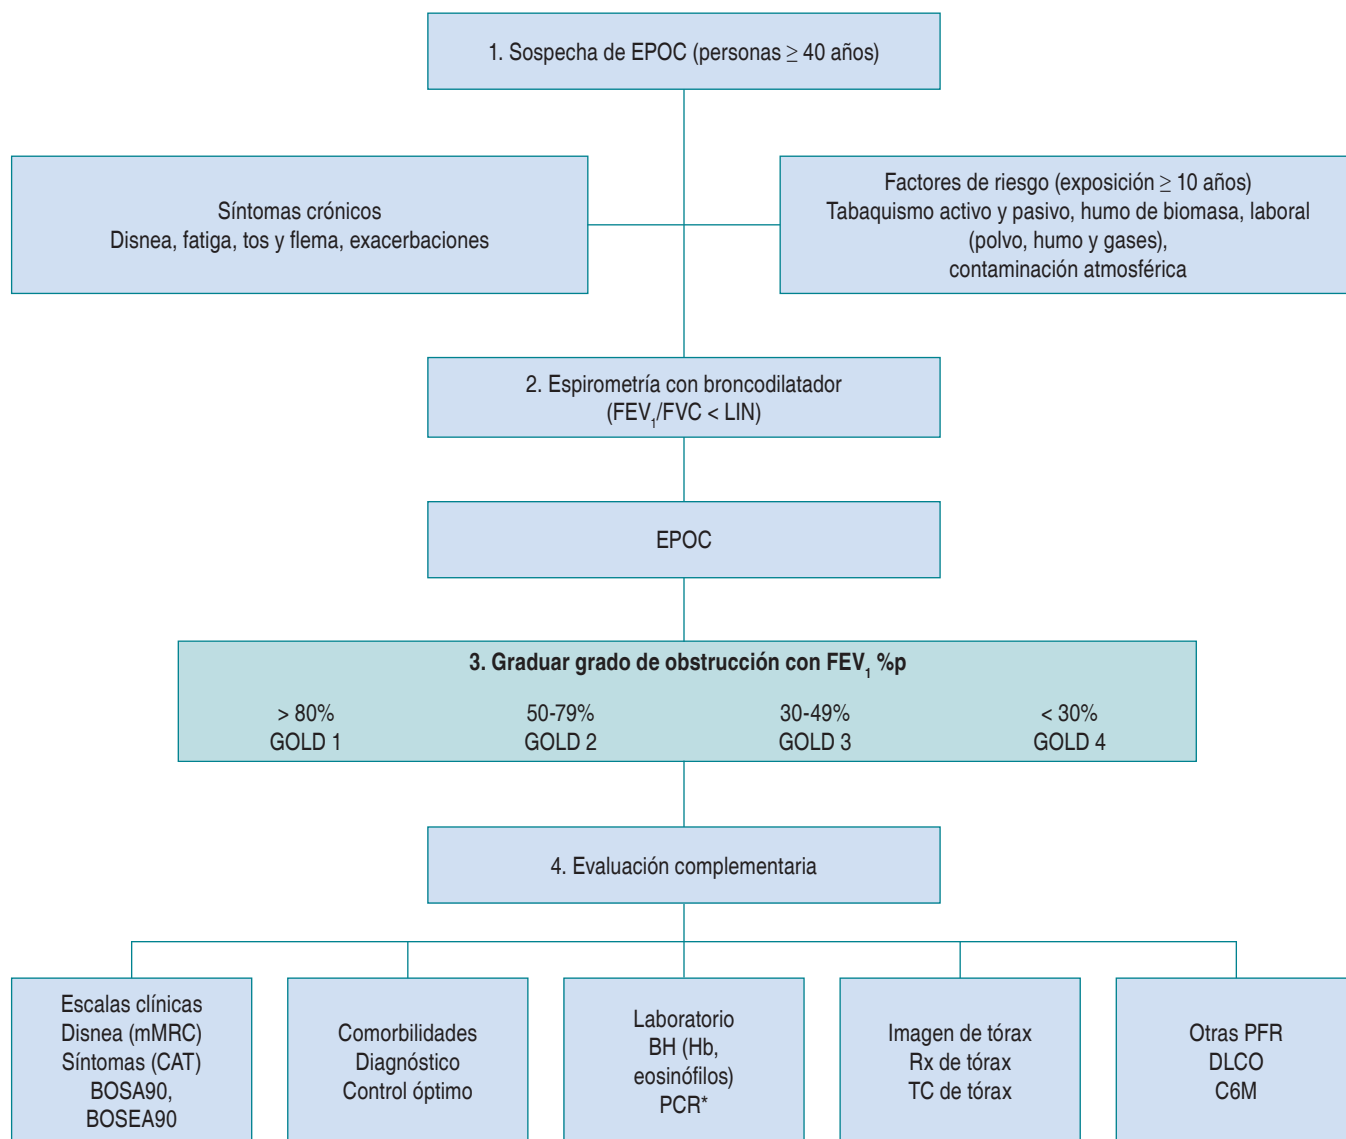 1. Sospecha de EPOC (personas ≥ 40 años)
Síntomas crónicos
Disnea, fatiga, tos y flema, exacerbaciones
Factores de riesgo (exposición ≥ 10 años)
Tabaquismo activo y pasivo, humo de biomasa, laboral
(polvo, humo y gases),
contaminación atmosférica
2. Espirometría con broncodilatador
(FEV₁/FVC < LIN)
EPOC
3. Graduar grado de obstrucción con FEV₁ %p
> 80% 50-79% 30-49% < 30%
GOLD 1 GOLD 2 GOLD 3 GOLD 4
4. Evaluación complementaria
Escalas clínicas
Disnea (mMRC)
Síntomas (CAT)
BOSA90,
BOSEA90
Comorbilidades
Diagnóstico
Control óptimo
Laboratorio
BH (Hb,
eosinófilos)
PCR*
Imagen de tórax
Rx de tórax
TC de tórax
Otras PFR
DLCO
C6M